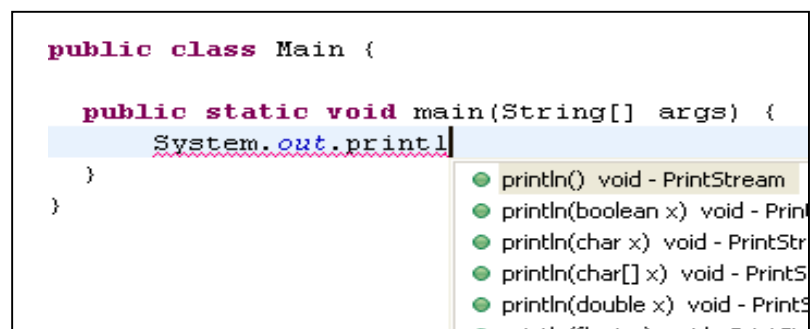 public class Main {
public static void main(String[] args) {
System.out.printl
}
}
println() void - PrintStream
println(boolean x) void - Prin
println(char x) void - PrintStr
println(char[] x) void - PrintS
println(double x) void - PrintS